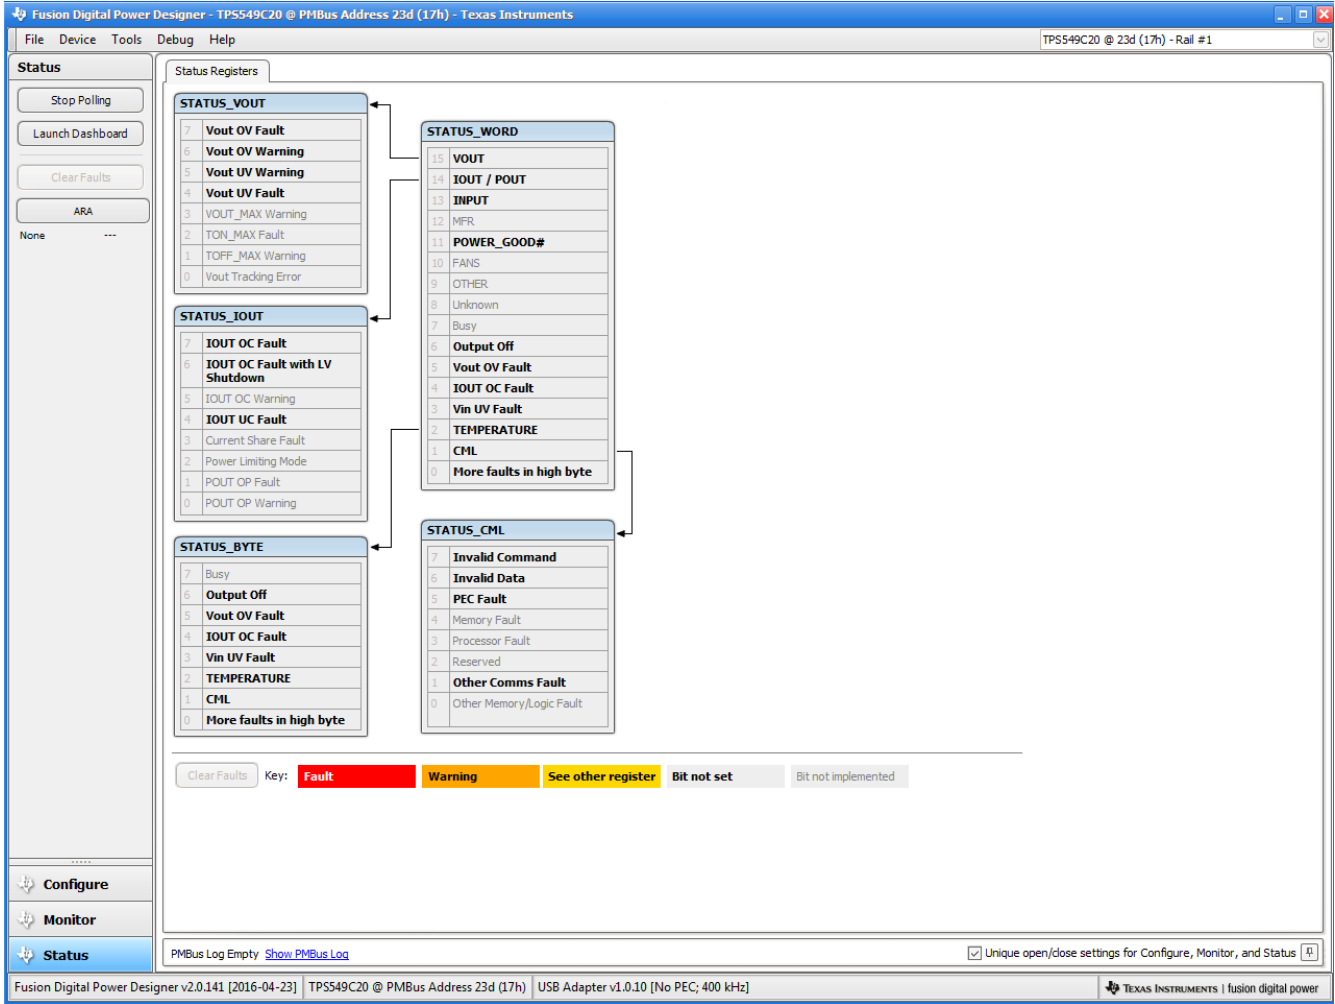 Fusion Digital Power Designer - TPS549C20 @ PMBus Address 23d (17h) - Texas Instruments
File Device Tools Debug Help
TPS549C20 @ 23d (17h) - Rail #1
Status
Stop Polling
Launch Dashboard
Clear Faults
ARA
None ---
Status Registers
STATUS_VOUT
7 Vout OV Fault
6 Vout OV Warning
5 Vout UV Warning
4 Vout UV Fault
3 VOUT_MAX Warning
2 TON_MAX Fault
1 TOFF_MAX Warning
0 Vout Tracking Error
STATUS_IOUT
7 IOUT OC Fault
6 IOUT OC Fault with LV
Shutdown
5 IOUT OC Warning
4 IOUT UC Fault
3 Current Share Fault
2 Power Limiting Mode
1 POUT OP Fault
0 POUT OP Warning
STATUS_BYTE
7 Busy
6 Output Off
5 Vout OV Fault
4 IOUT OC Fault
3 Vin UV Fault
2 TEMPERATURE
1 CML
0 More faults in high byte
STATUS_WORD
15 VOUT
14 IOUT / POUT
13 INPUT
12 MFR
11 POWER_GOOD#
10 FANS
9 OTHER
8 Unknown
7 Busy
6 Output Off
5 Vout OV Fault
4 IOUT OC Fault
3 Vin UV Fault
2 TEMPERATURE
1 CML
0 More faults in high byte
STATUS_CML
7 Invalid Command
6 Invalid Data
5 PEC Fault
4 Memory Fault
3 Processor Fault
2 Reserved
1 Other Comms Fault
0 Other Memory/Logic Fault
Clear Faults Key: Fault Warning See other register Bit not set Bit not implemented
Configure
Monitor
Status
PMBus Log Empty Show PMBus Log
Unique open/close settings for Configure, Monitor, and Status
Fusion Digital Power Designer v2.0.141 [2016-04-23] TPS549C20 @ PMBus Address 23d (17h) USB Adapter v1.0.10 [No PEC; 400 kHz]
TEXAS INSTRUMENTS | fusion digital power